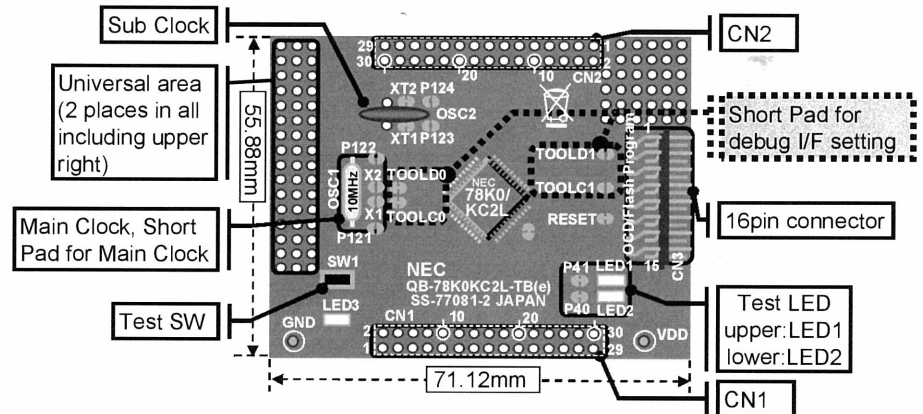 Sub Clock
CN2
Universal area
(2 places in all
including upper
right)
55.88mm
29
30
20
10
1
2
CN2
XT2 P124
OSC2
XT1 P123
Short Pad for
debug I/F setting
P122
OSC1
10MHz
X2
X1
P121
TOOLD0
TOOLC0
NEC
78K0/
KC2L
TOOLD1
TOOLC1
RESET
OCD/Flash Program
1
15
CN3
16pin connector
Main Clock, Short
Pad for Main Clock
SW1
NEC
QB-78K0KC2L-TB(e)
SS-77081-2 JAPAN
P41
LED1
P40
LED2
Test LED
upper:LED1
lower:LED2
Test SW
LED3
GND
CN1
2
1
10
20
30
29
VDD
71.12mm
CN1